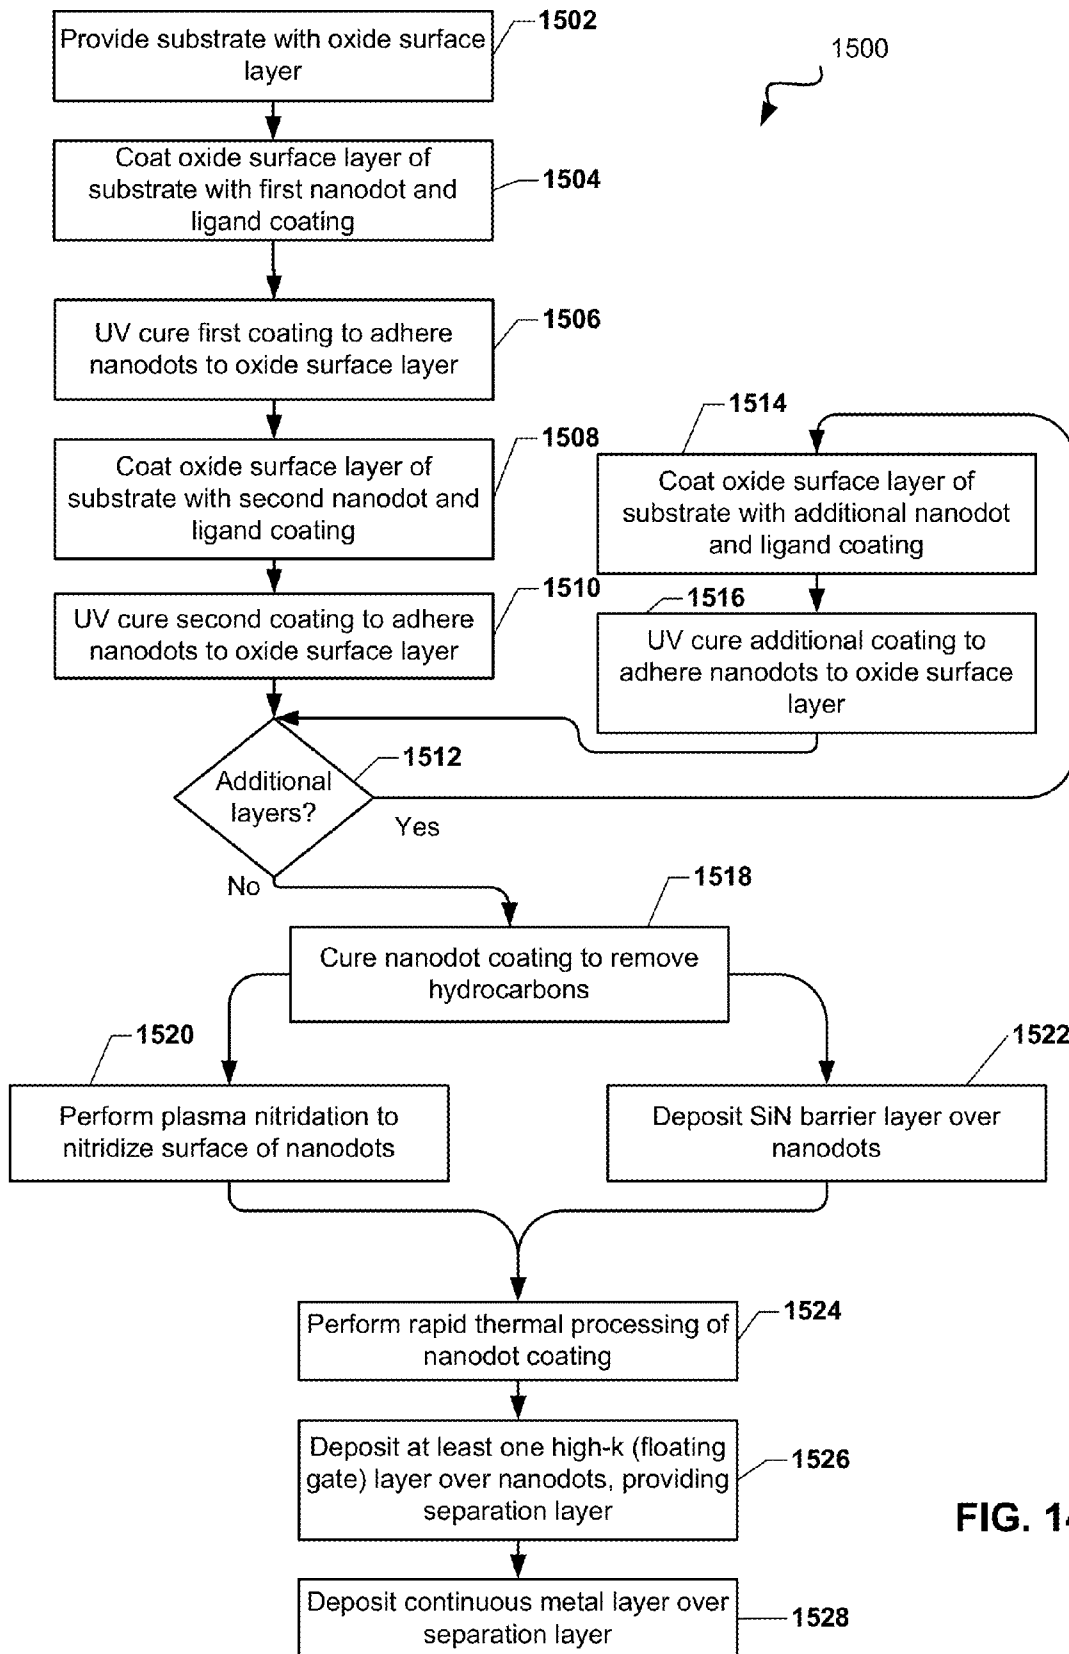 1502
Provide substrate with oxide surface
layer
1500
Coat oxide surface layer of
substrate with first nanodot and
ligand coating
1504
UV cure first coating to adhere
nanodots to oxide surface layer
1506
1508
Coat oxide surface layer of
substrate with second nanodot and
ligand coating
1514
Coat oxide surface layer of
substrate with additional nanodot
and ligand coating
1510
UV cure second coating to adhere
nanodots to oxide surface layer
1516
UV cure additional coating to
adhere nanodots to oxide surface
layer
1512
Additional
layers?
Yes
No
1518
Cure nanodot coating to remove
hydrocarbons
1520
Perform plasma nitridation to
nitridize surface of nanodots
1522
Deposit SiN barrier layer over
nanodots
1524
Perform rapid thermal processing of
nanodot coating
Deposit at least one high-k (floating
gate) layer over nanodots, providing
separation layer
1526
FIG. 14
Deposit continuous metal layer over
separation layer
1528